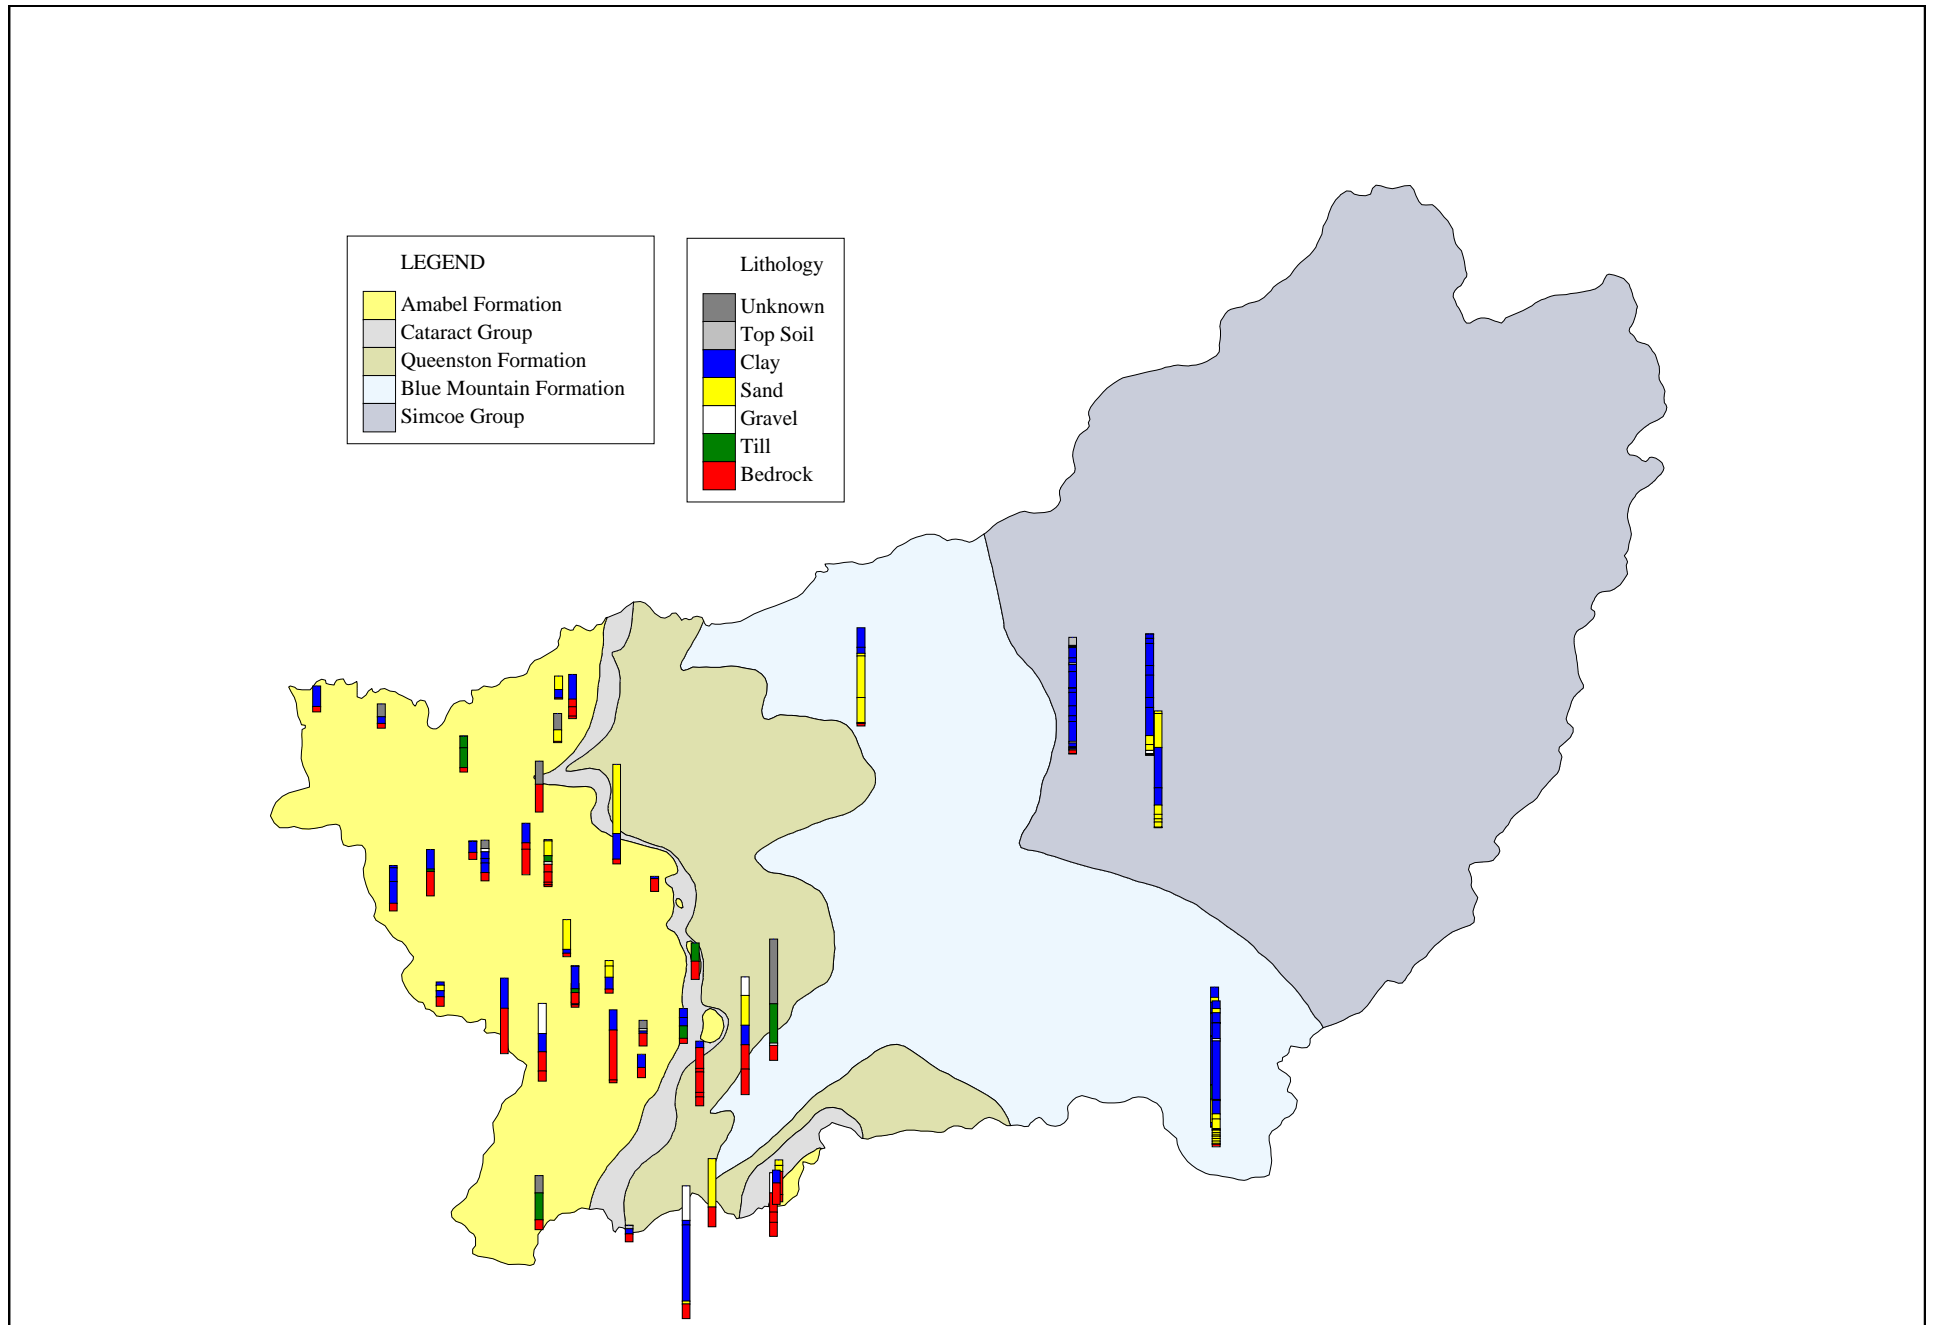 LEGEND
Amabel Formation
Cataract Group
Queenston Formation
Blue Mountain Formation
Simcoe Group
Lithology
Unknown
Top Soil
Clay
Sand
Gravel
Till
Bedrock